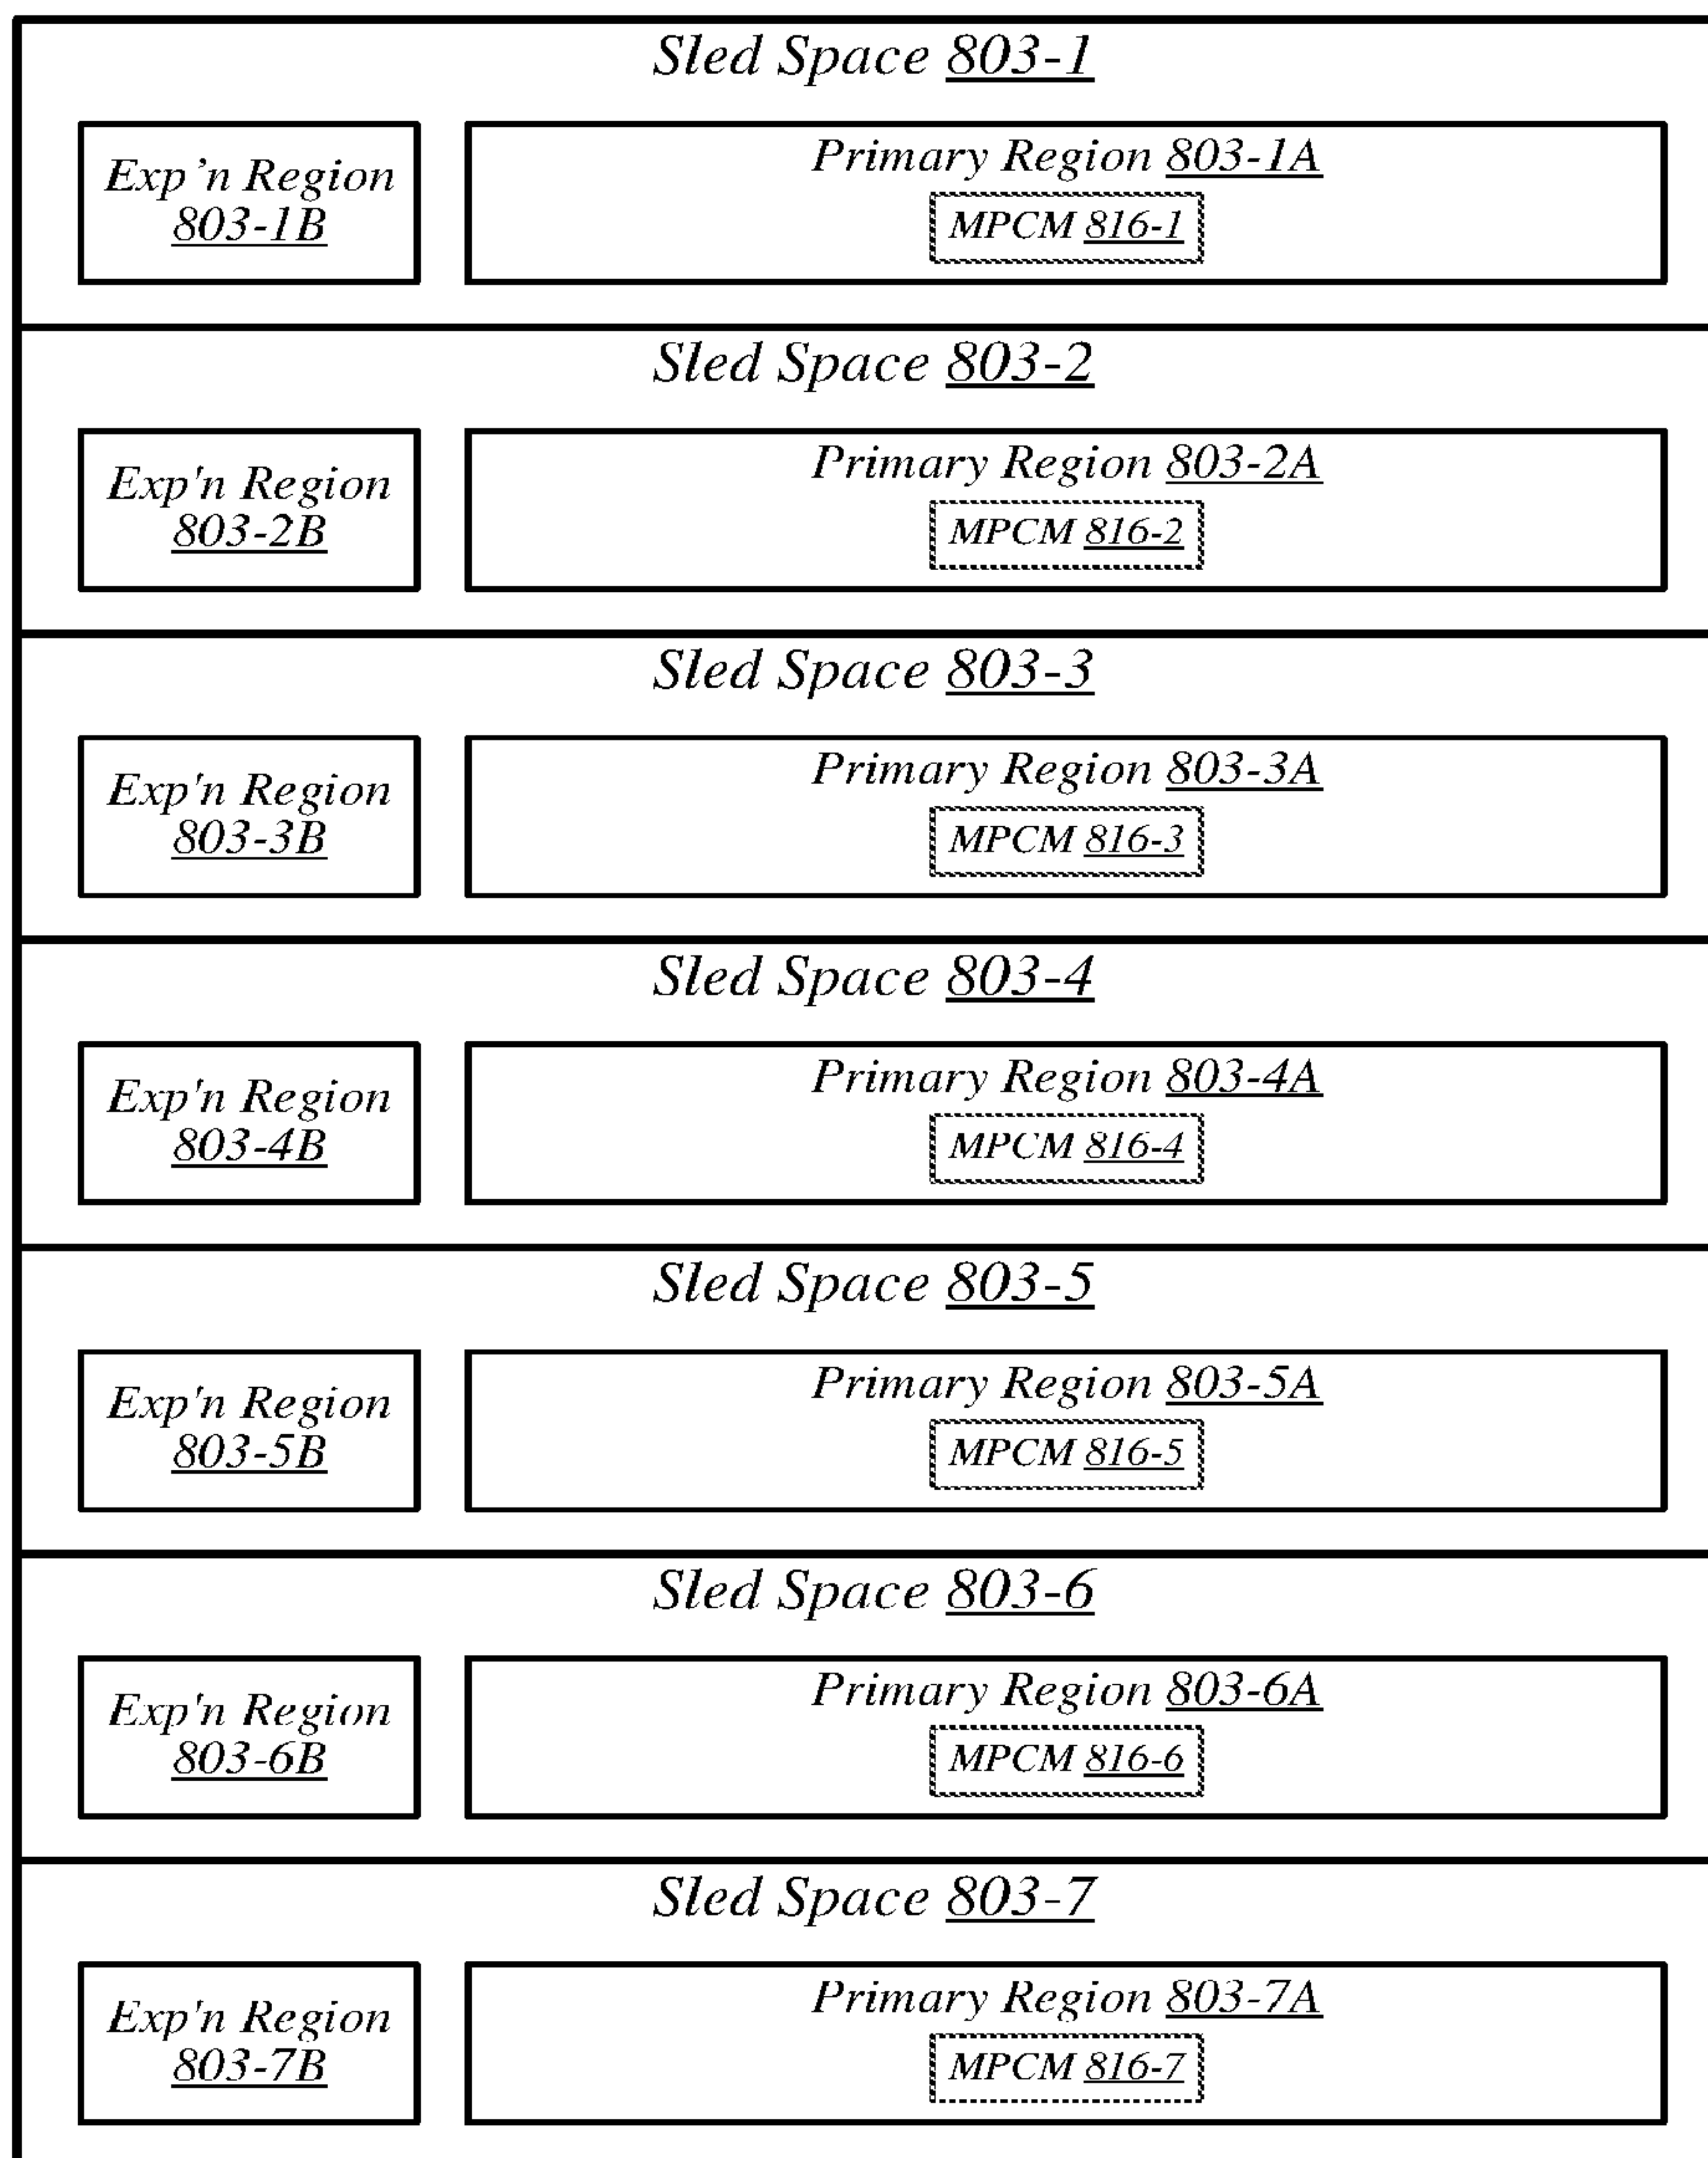 Sled Space 803-1
Exp’n Region
803-1B
Primary Region 803-1A
MPCM 816-1
Sled Space 803-2
Exp'n Region
803-2B
Primary Region 803-2A
MPCM 816-2
Sled Space 803-3
Exp'n Region
803-3B
Primary Region 803-3A
MPCM 816-3
Sled Space 803-4
Exp'n Region
803-4B
Primary Region 803-4A
MPCM 816-4
Sled Space 803-5
Exp'n Region
803-5B
Primary Region 803-5A
MPCM 816-5
Sled Space 803-6
Exp'n Region
803-6B
Primary Region 803-6A
MPCM 816-6
Sled Space 803-7
Exp'n Region
803-7B
Primary Region 803-7A
MPCM 816-7